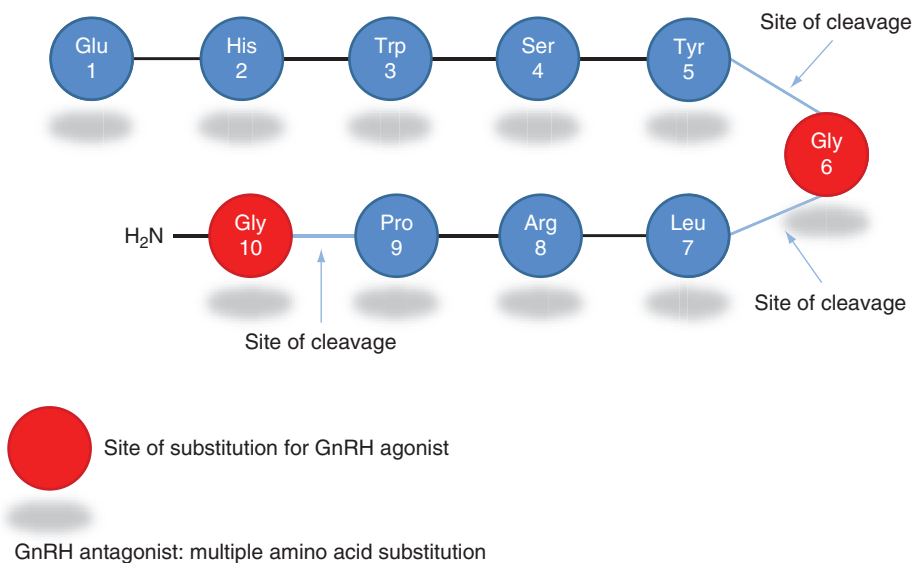 Site of cleavage
Glu
1
His
2
Trp
3
Ser
4
Tyr
5
Gly
6
H₂N
Gly
10
Pro
9
Arg
8
Leu
7
Site of cleavage
Site of cleavage
Site of substitution for GnRH agonist
GnRH antagonist: multiple amino acid substitution